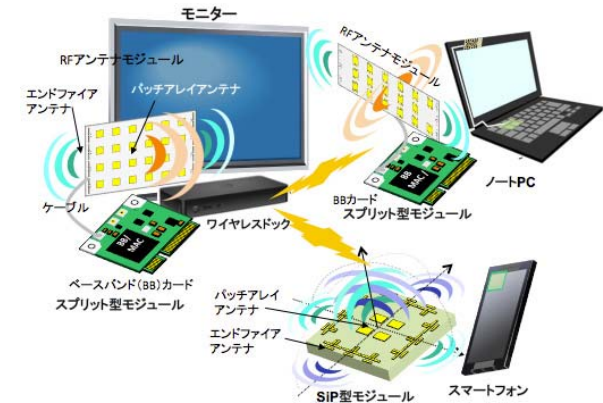 モニター
RFアンテナモジュール
エンドファイア
アンテナ
パッチアレイアンテナ
ケーブル
BB/
MAC
ワイヤレスドック
ベースバンド(BB)カード
スプリット型モジュール
RFアンテナモジュール
BB
MAC/
BBカード
スプリット型モジュール
ノートPC
パッチアレイ
アンテナ
エンドファイア
アンテナ
SiP型モジュール
スマートフォン